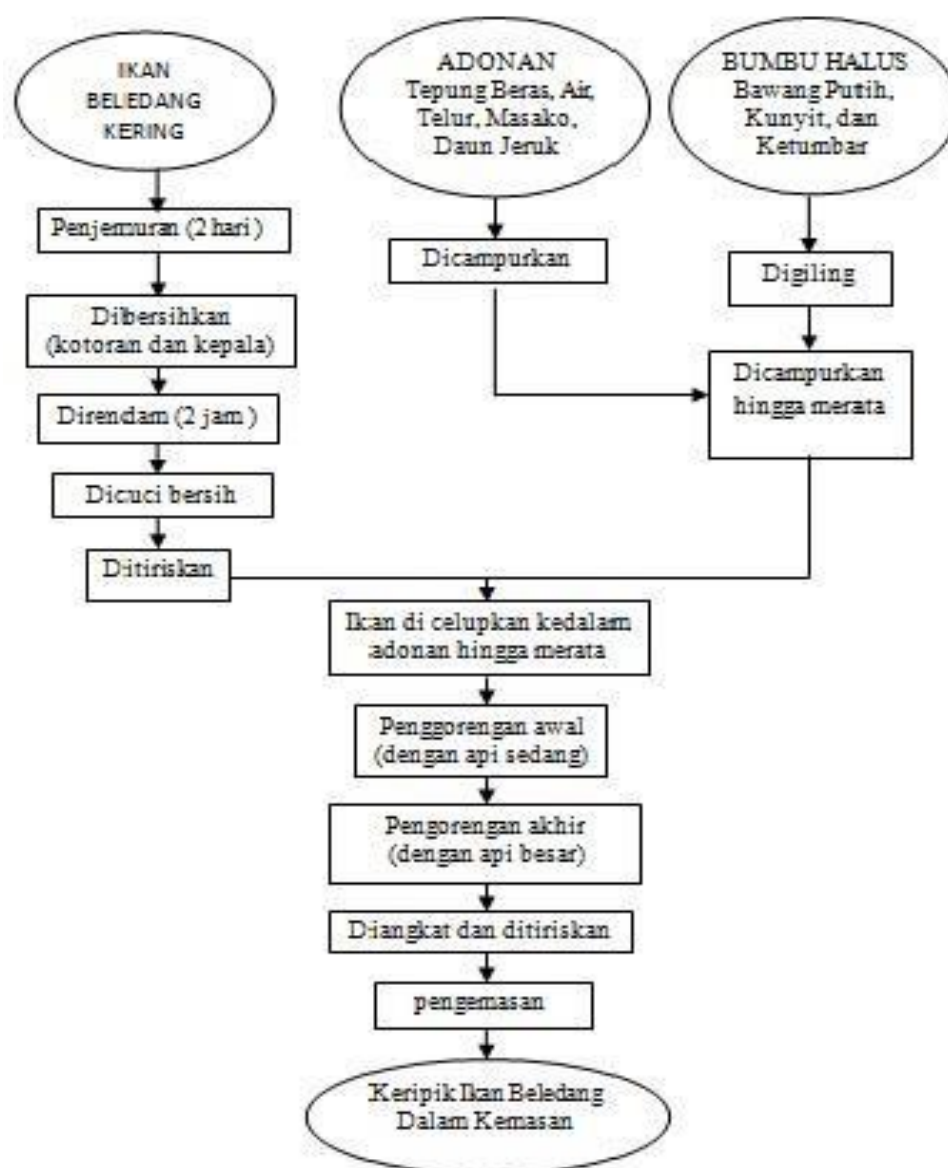 IKAN
BELEDANG
KERING
Penjemuran (2 hari )
Dibersihkan
(kotoran dan kepala)
Direndam (2 jam )
Dicuci bersih
Ditiriskan
ADONAN
Tepung Beras, Air,
Telur, Masako,
Daun Jeruk
Dicampurkan
BUMBU HALUS
Bawang Putih,
Kunyit, dan
Ketumbar
Digiling
Dicampurkan
hingga merata
Ikan di celupkan kedalam
adonan hingga merata
Penggorengan awal
(dengan api sedang)
Pengorengan akhir
(dengan api besar)
Diangkat dan ditiriskan
pengemasan
Keripik Ikan Beledang
Dalam Kemasan